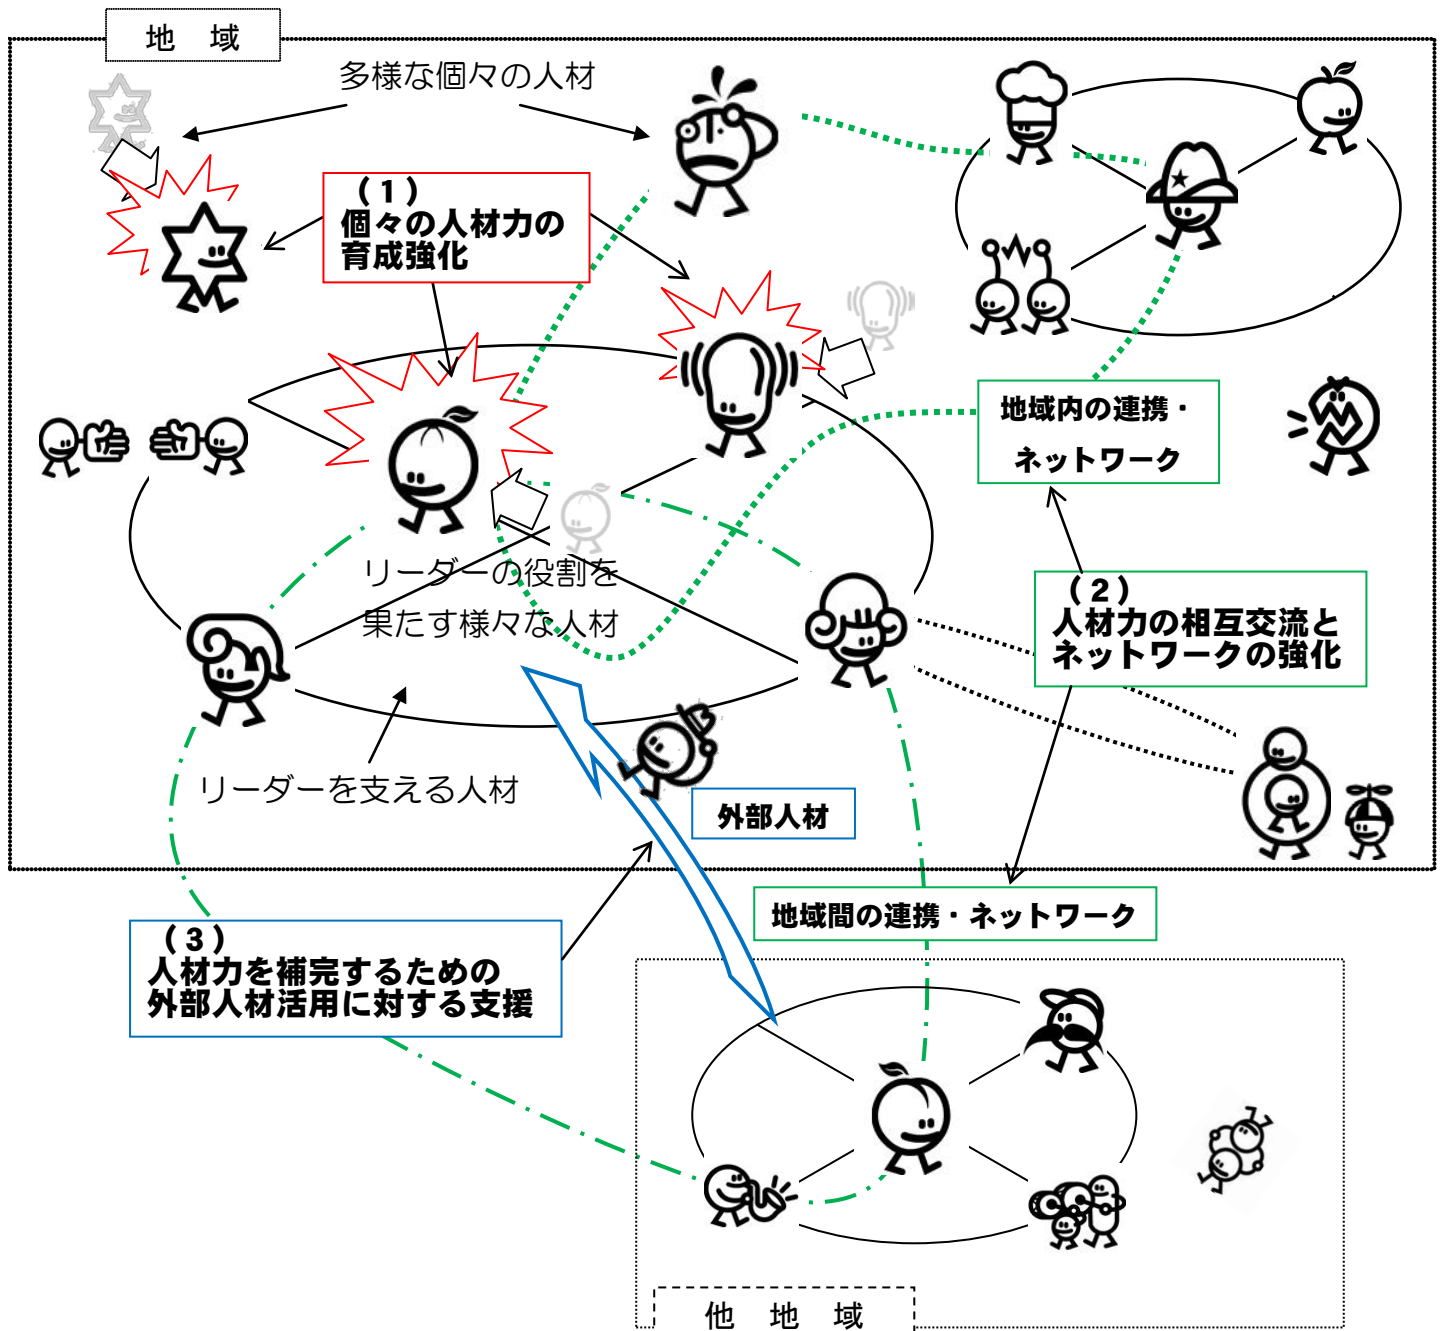 地　域
多様な個々の人材
（１）
個々の人材力の
育成強化
地域内の連携・
ネットワーク
リーダーの役割を
果たす様々な人材
（２）
人材力の相互交流と
ネットワークの強化
リーダーを支える人材
外部人材
地域間の連携・ネットワーク
（３）
人材力を補完するための
外部人材活用に対する支援
他　地　域